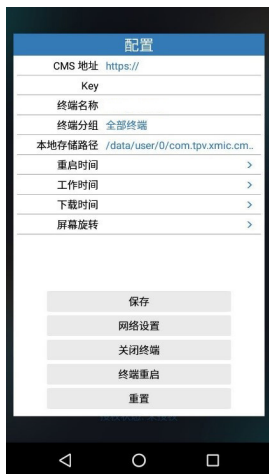 配置
CMS 地址 https://
Key
终端名称
终端分组 全部终端
本地存储路径 /data/user/0/com.tpv.xmic.cm..
重启时间 >
工作时间 >
下载时间 >
屏幕旋转 >
保存
网络设置
关闭终端
终端重启
重置